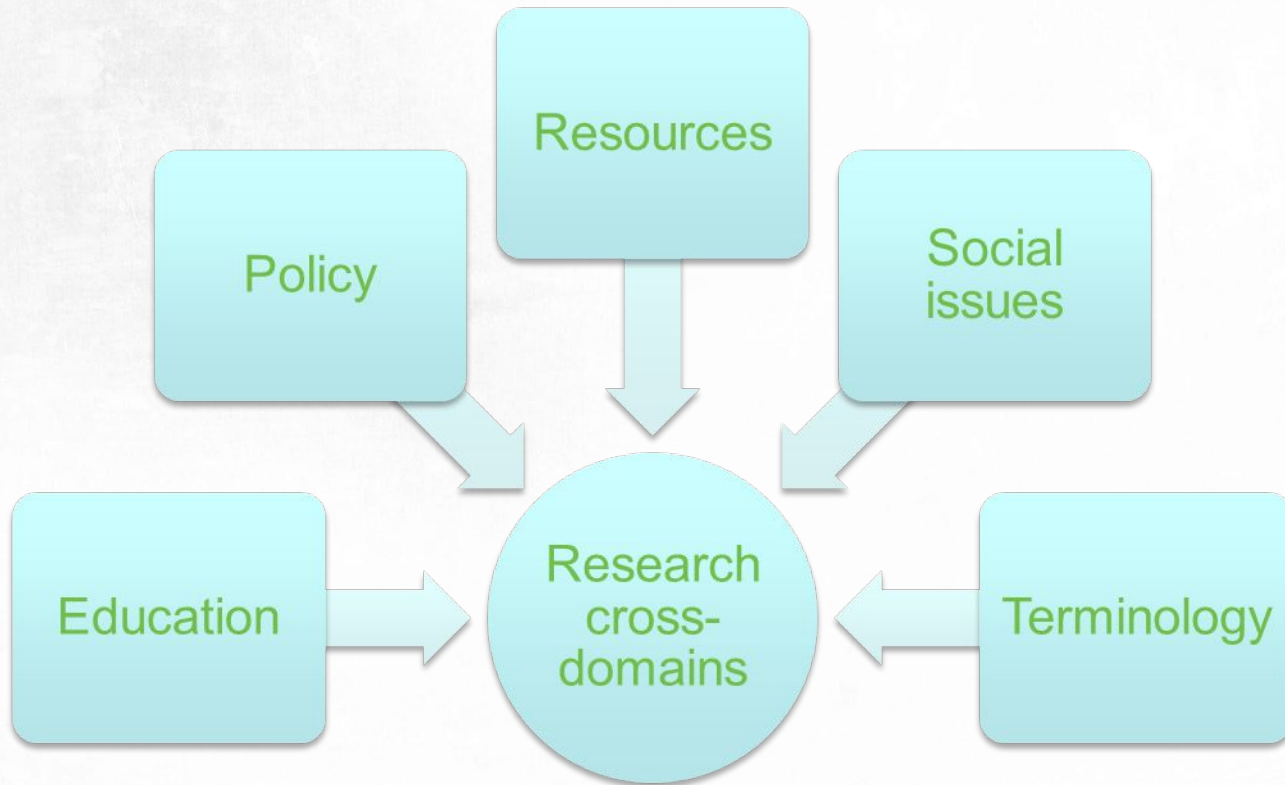 Resources
Policy
Social
issues
Education
Research
cross-
domains
Terminology